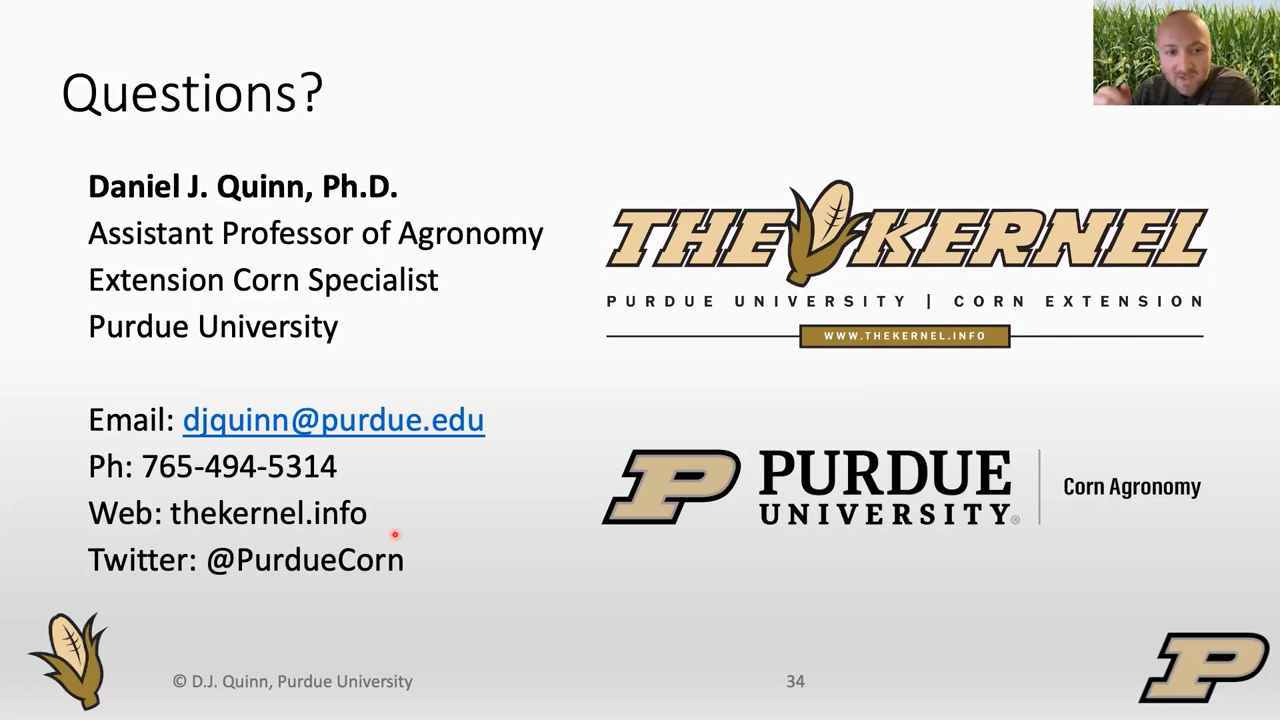 Questions?
Daniel J. Quinn, Ph.D.
Assistant Professor of Agronomy
Extension Corn Specialist
Purdue University
Email: djquinn@purdue.edu
Ph: 765-494-5314
Web: thekernel.info
Twitter: @PurdueCorn
THE KERNEL
PURDUE UNIVERSITY | CORN EXTENSION
WWW.THEKERNEL.INFO
P PURDUE UNIVERSITY® Corn Agronomy
© D.J. Quinn, Purdue University
34
P